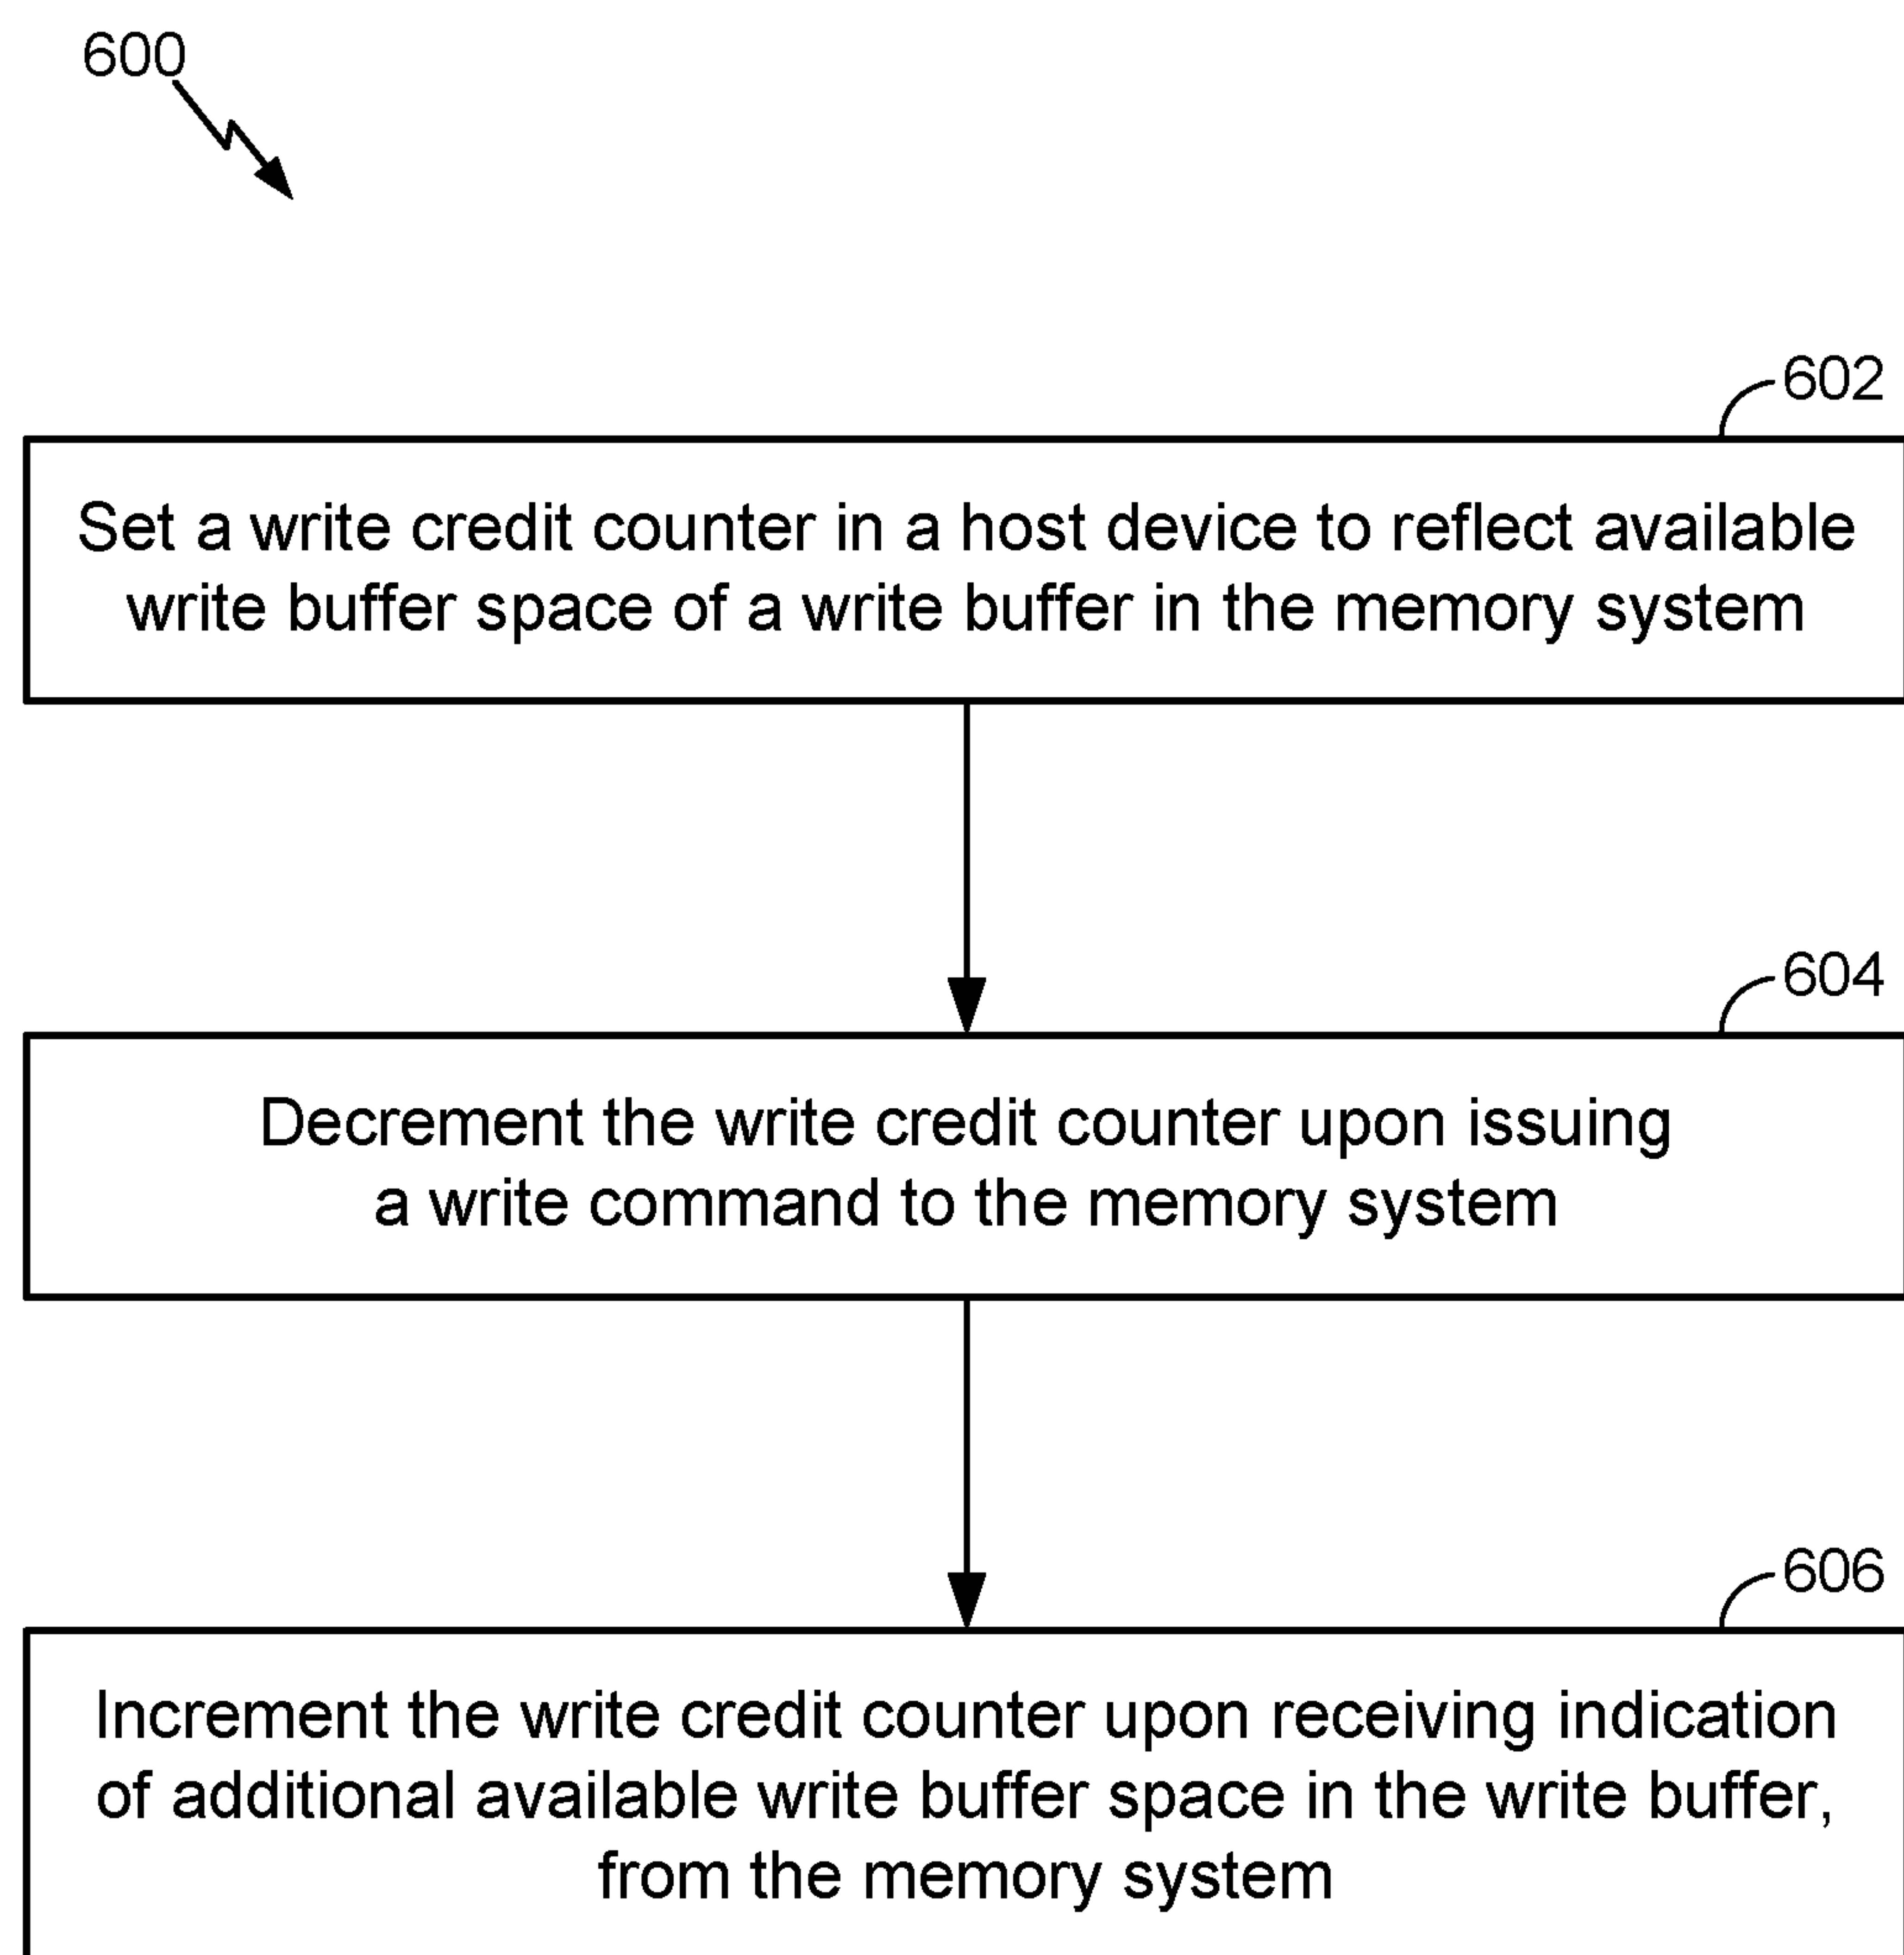 600
602
Set a write credit counter in a host device to reflect available
write buffer space of a write buffer in the memory system
604
Decrement the write credit counter upon issuing
a write command to the memory system
606
Increment the write credit counter upon receiving indication
of additional available write buffer space in the write buffer,
from the memory system